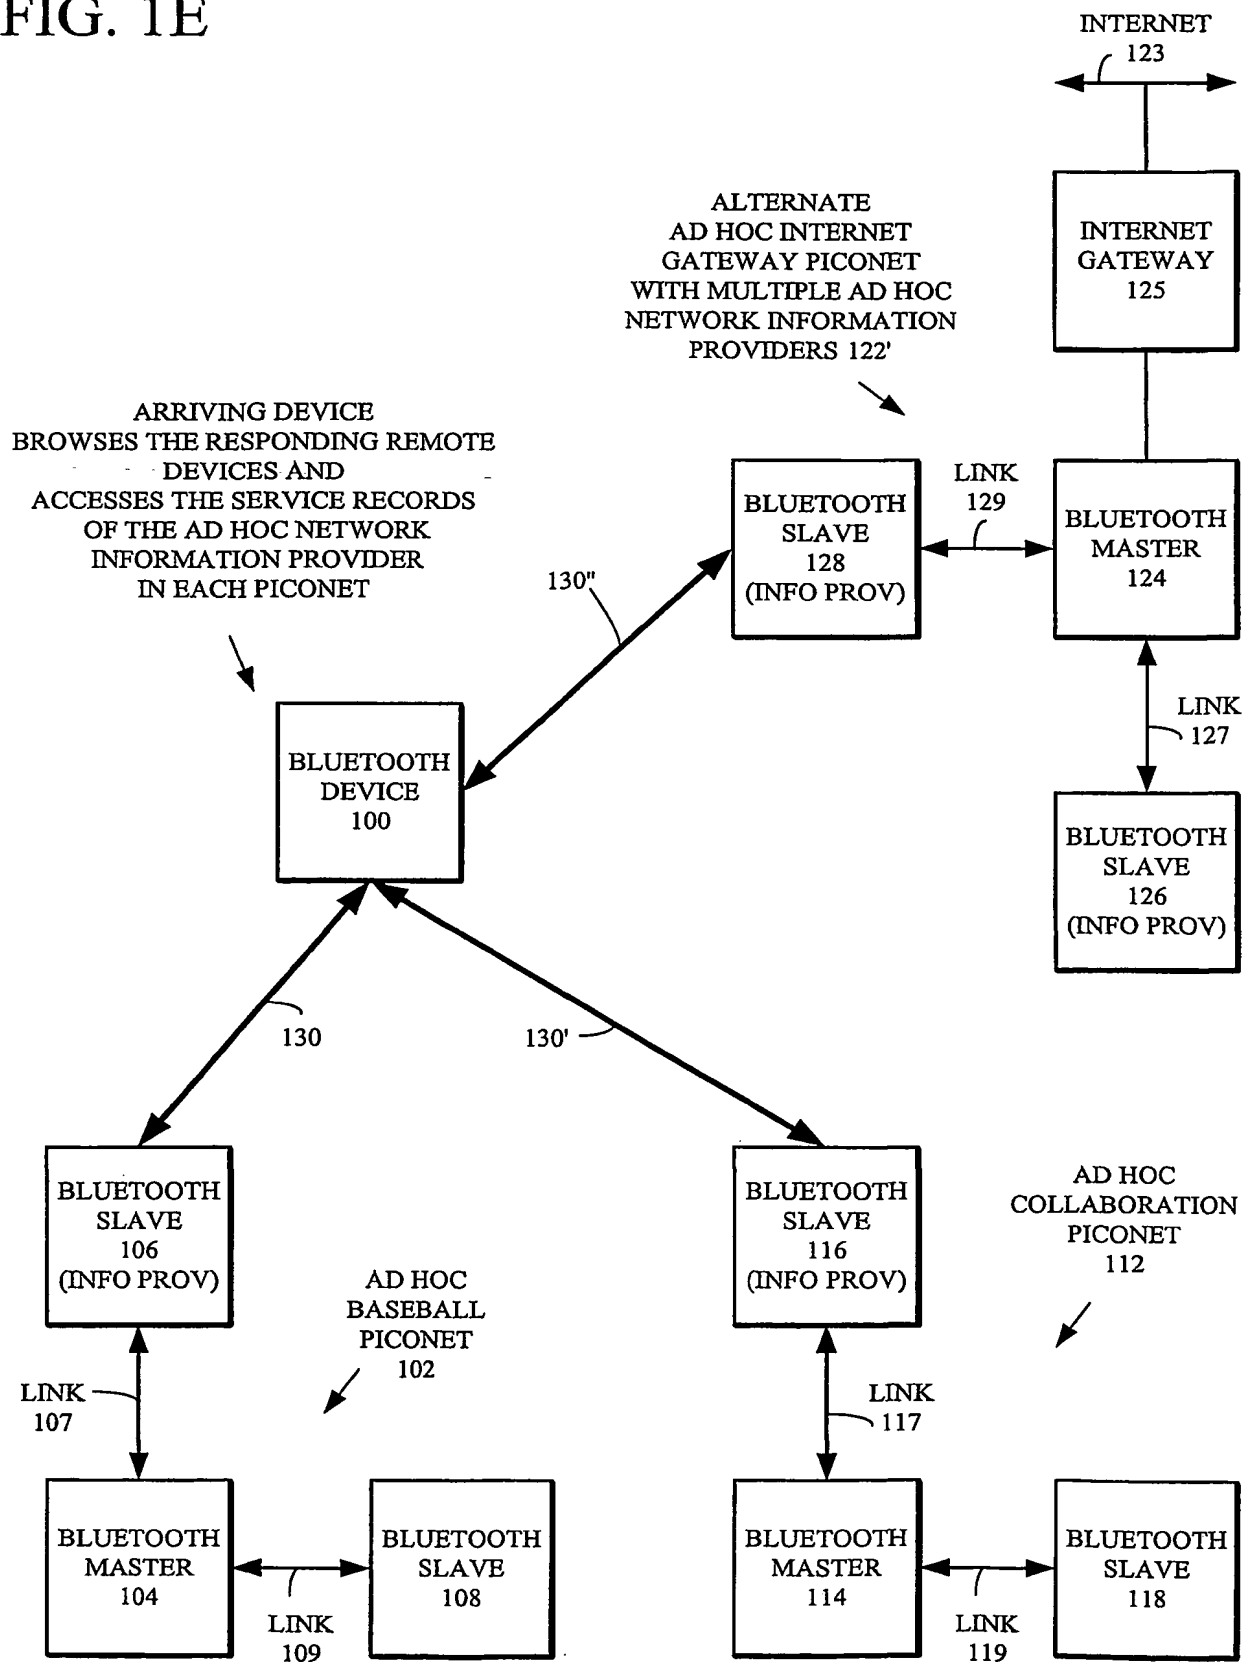 FIG. 1E
INTERNET
123
INTERNET
GATEWAY
125
ALTERNATE
AD HOC INTERNET
GATEWAY PICONET
WITH MULTIPLE AD HOC
NETWORK INFORMATION
PROVIDERS 122'
ARRIVING DEVICE
BROWSES THE RESPONDING REMOTE
DEVICES AND
ACCESSES THE SERVICE RECORDS
OF THE AD HOC NETWORK
INFORMATION PROVIDER
IN EACH PICONET
BLUETOOTH
SLAVE
128
(INFO PROV)
LINK
129
BLUETOOTH
MASTER
124
130"
LINK
127
BLUETOOTH
DEVICE
100
BLUETOOTH
SLAVE
126
(INFO PROV)
130
130'
BLUETOOTH
SLAVE
106
(INFO PROV)
BLUETOOTH
SLAVE
116
(INFO PROV)
AD HOC
COLLABORATION
PICONET
112
AD HOC
BASEBALL
PICONET
102
LINK
107
LINK
117
BLUETOOTH
MASTER
104
LINK
109
BLUETOOTH
SLAVE
108
BLUETOOTH
MASTER
114
LINK
119
BLUETOOTH
SLAVE
118